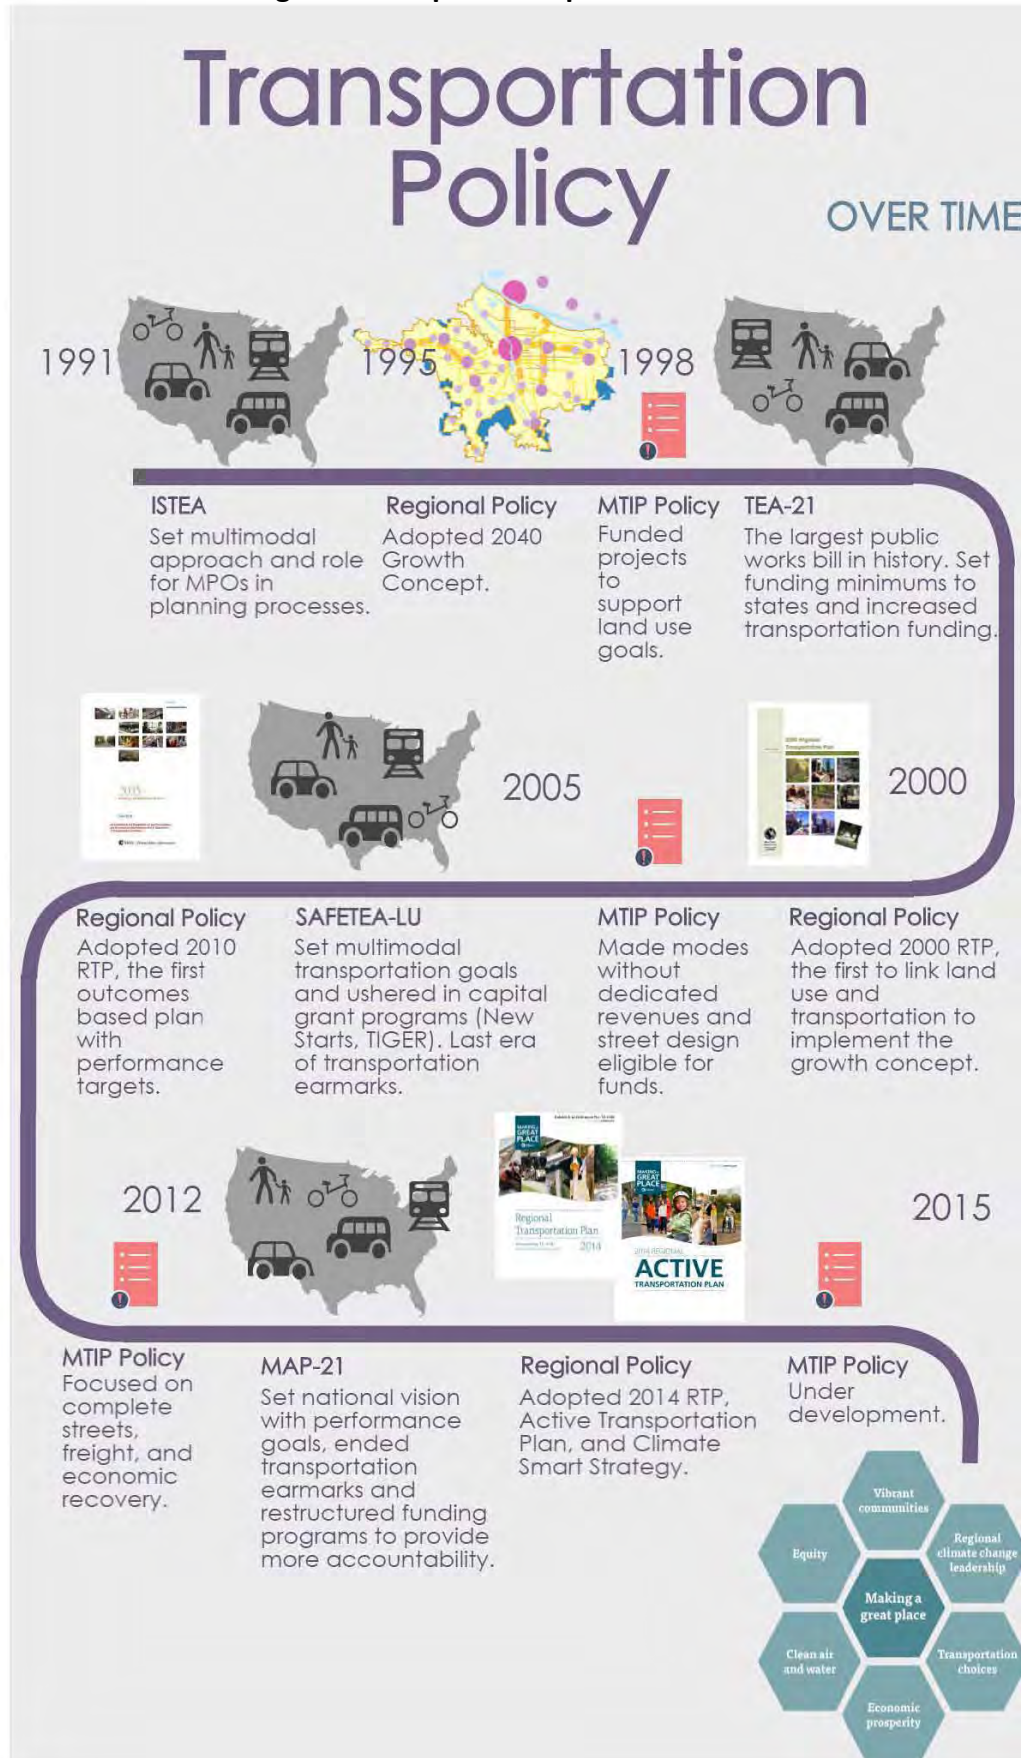 Transportation
Policy
OVER TIME
1991
1995
1998
ISTEA
Set multimodal
approach and role
for MPOs in
planning processes.
Regional Policy
Adopted 2040
Growth
Concept.
MTIP Policy
Funded
projects
to
support
land use
goals.
TEA-21
The largest public
works bill in history. Set
funding minimums to
states and increased
transportation funding.
2000
2005
Regional Policy
Adopted 2000 RTP,
the first to link land
use and
transportation to
implement the
growth concept.
MTIP Policy
Made modes
without
dedicated
revenues and
street design
eligible for
funds.
SAFETEA-LU
Set multimodal
transportation goals
and ushered in capital
grant programs (New
Starts, TIGER). Last era
of transportation
earmarks.
Regional Policy
Adopted 2010
RTP, the first
outcomes
based plan
with
performance
targets.
2012
MAKING A
GREAT
PLACE
Regional
Transportation Plan
2014
MAKING A
GREAT
PLACE
2014 REGIONAL
ACTIVE
TRANSPORTATION PLAN
2015
MTIP Policy
Focused on
complete
streets,
freight, and
economic
recovery.
MAP-21
Set national vision
with performance
goals, ended
transportation
earmarks and
restructured funding
programs to provide
more accountability.
Regional Policy
Adopted 2014 RTP,
Active Transportation
Plan, and Climate
Smart Strategy.
MTIP Policy
Under
development.
Vibrant
communities
Equity
Regional
climate change
leadership
Making a
great place
Clean air
and water
Transportation
choices
Economic
prosperity